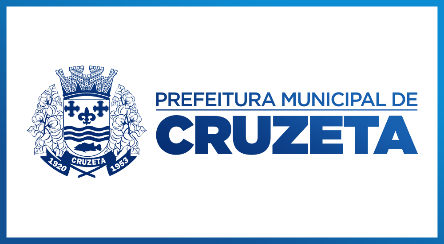 PREFEITURA MUNICIPAL DE
CRUZETA
CRUZETA
1920
1953